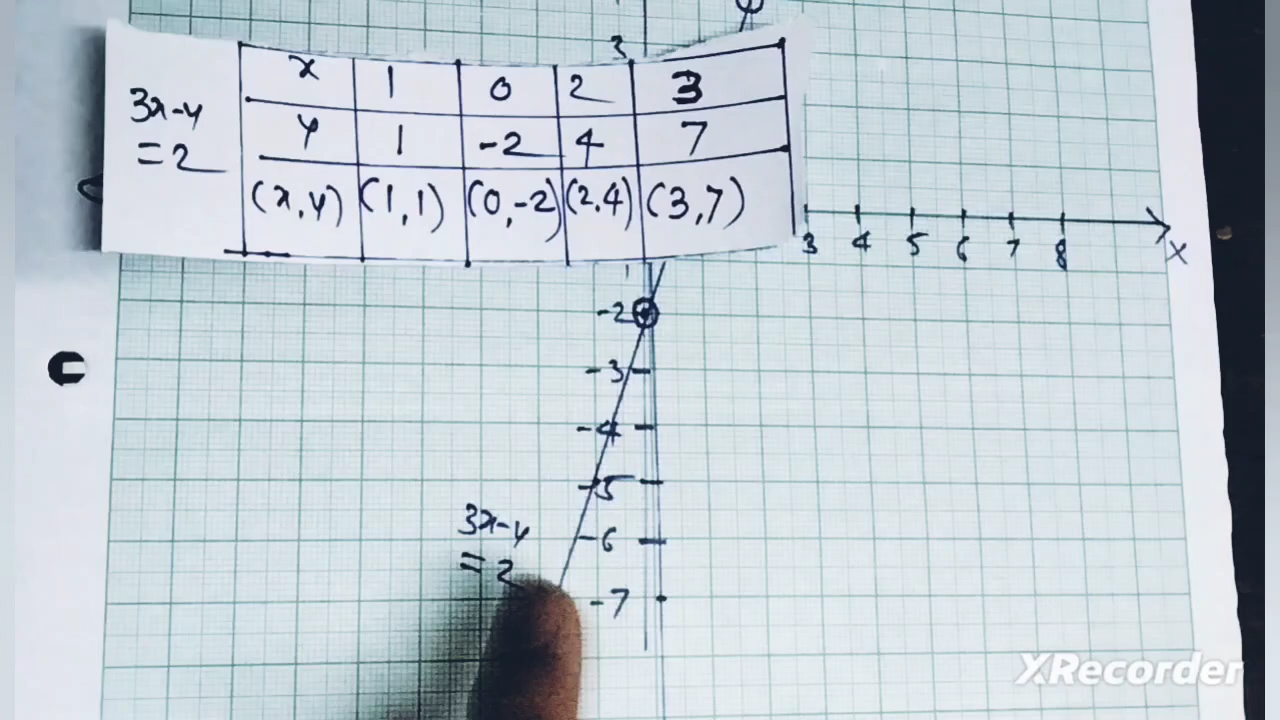 3
3x-y
=2
x 1 0 2 3
y 1 -2 4 7
(x,y) (1,1) (0,-2) (2,4) (3,7)
3 4 5 6 7 8
X
-2
-3
-4
-5
-6
-7
3x-y
=2
XRecorder